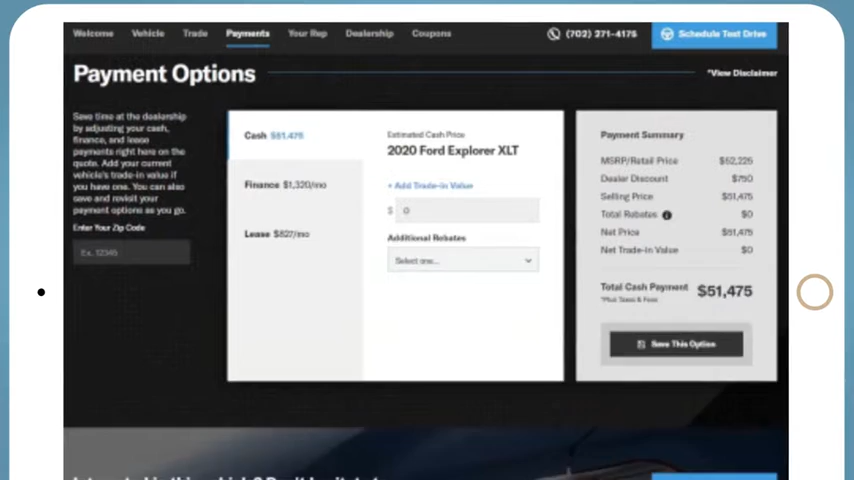 Welcome Vehicle Trade Payments Your Rep Dealership Coupons (702) 271-4175 Schedule Test Drive
Payment Options
*View Disclaimer
Save time at the dealership
by adjusting your cash,
finance, and lease
payments right here on the
quote. Add your current
vehicle's trade-in value if
you have one. You can also
save and revisit your
payment options as you go.
Enter Your Zip Code
Ex. 12345
Cash $51,475
Finance $1,320/mo
Lease $827/mo
Estimated Cash Price
2020 Ford Explorer XLT
+ Add Trade-in Value
$ 0
Additional Rebates
Select one...
Payment Summary
MSRP/Retail Price $52,225
Dealer Discount $750
Selling Price $51,475
Total Rebates $0
Net Price $51,475
Net Trade-in Value $0
Total Cash Payment $51,475
*Plus Taxes & Fees
Save This Option